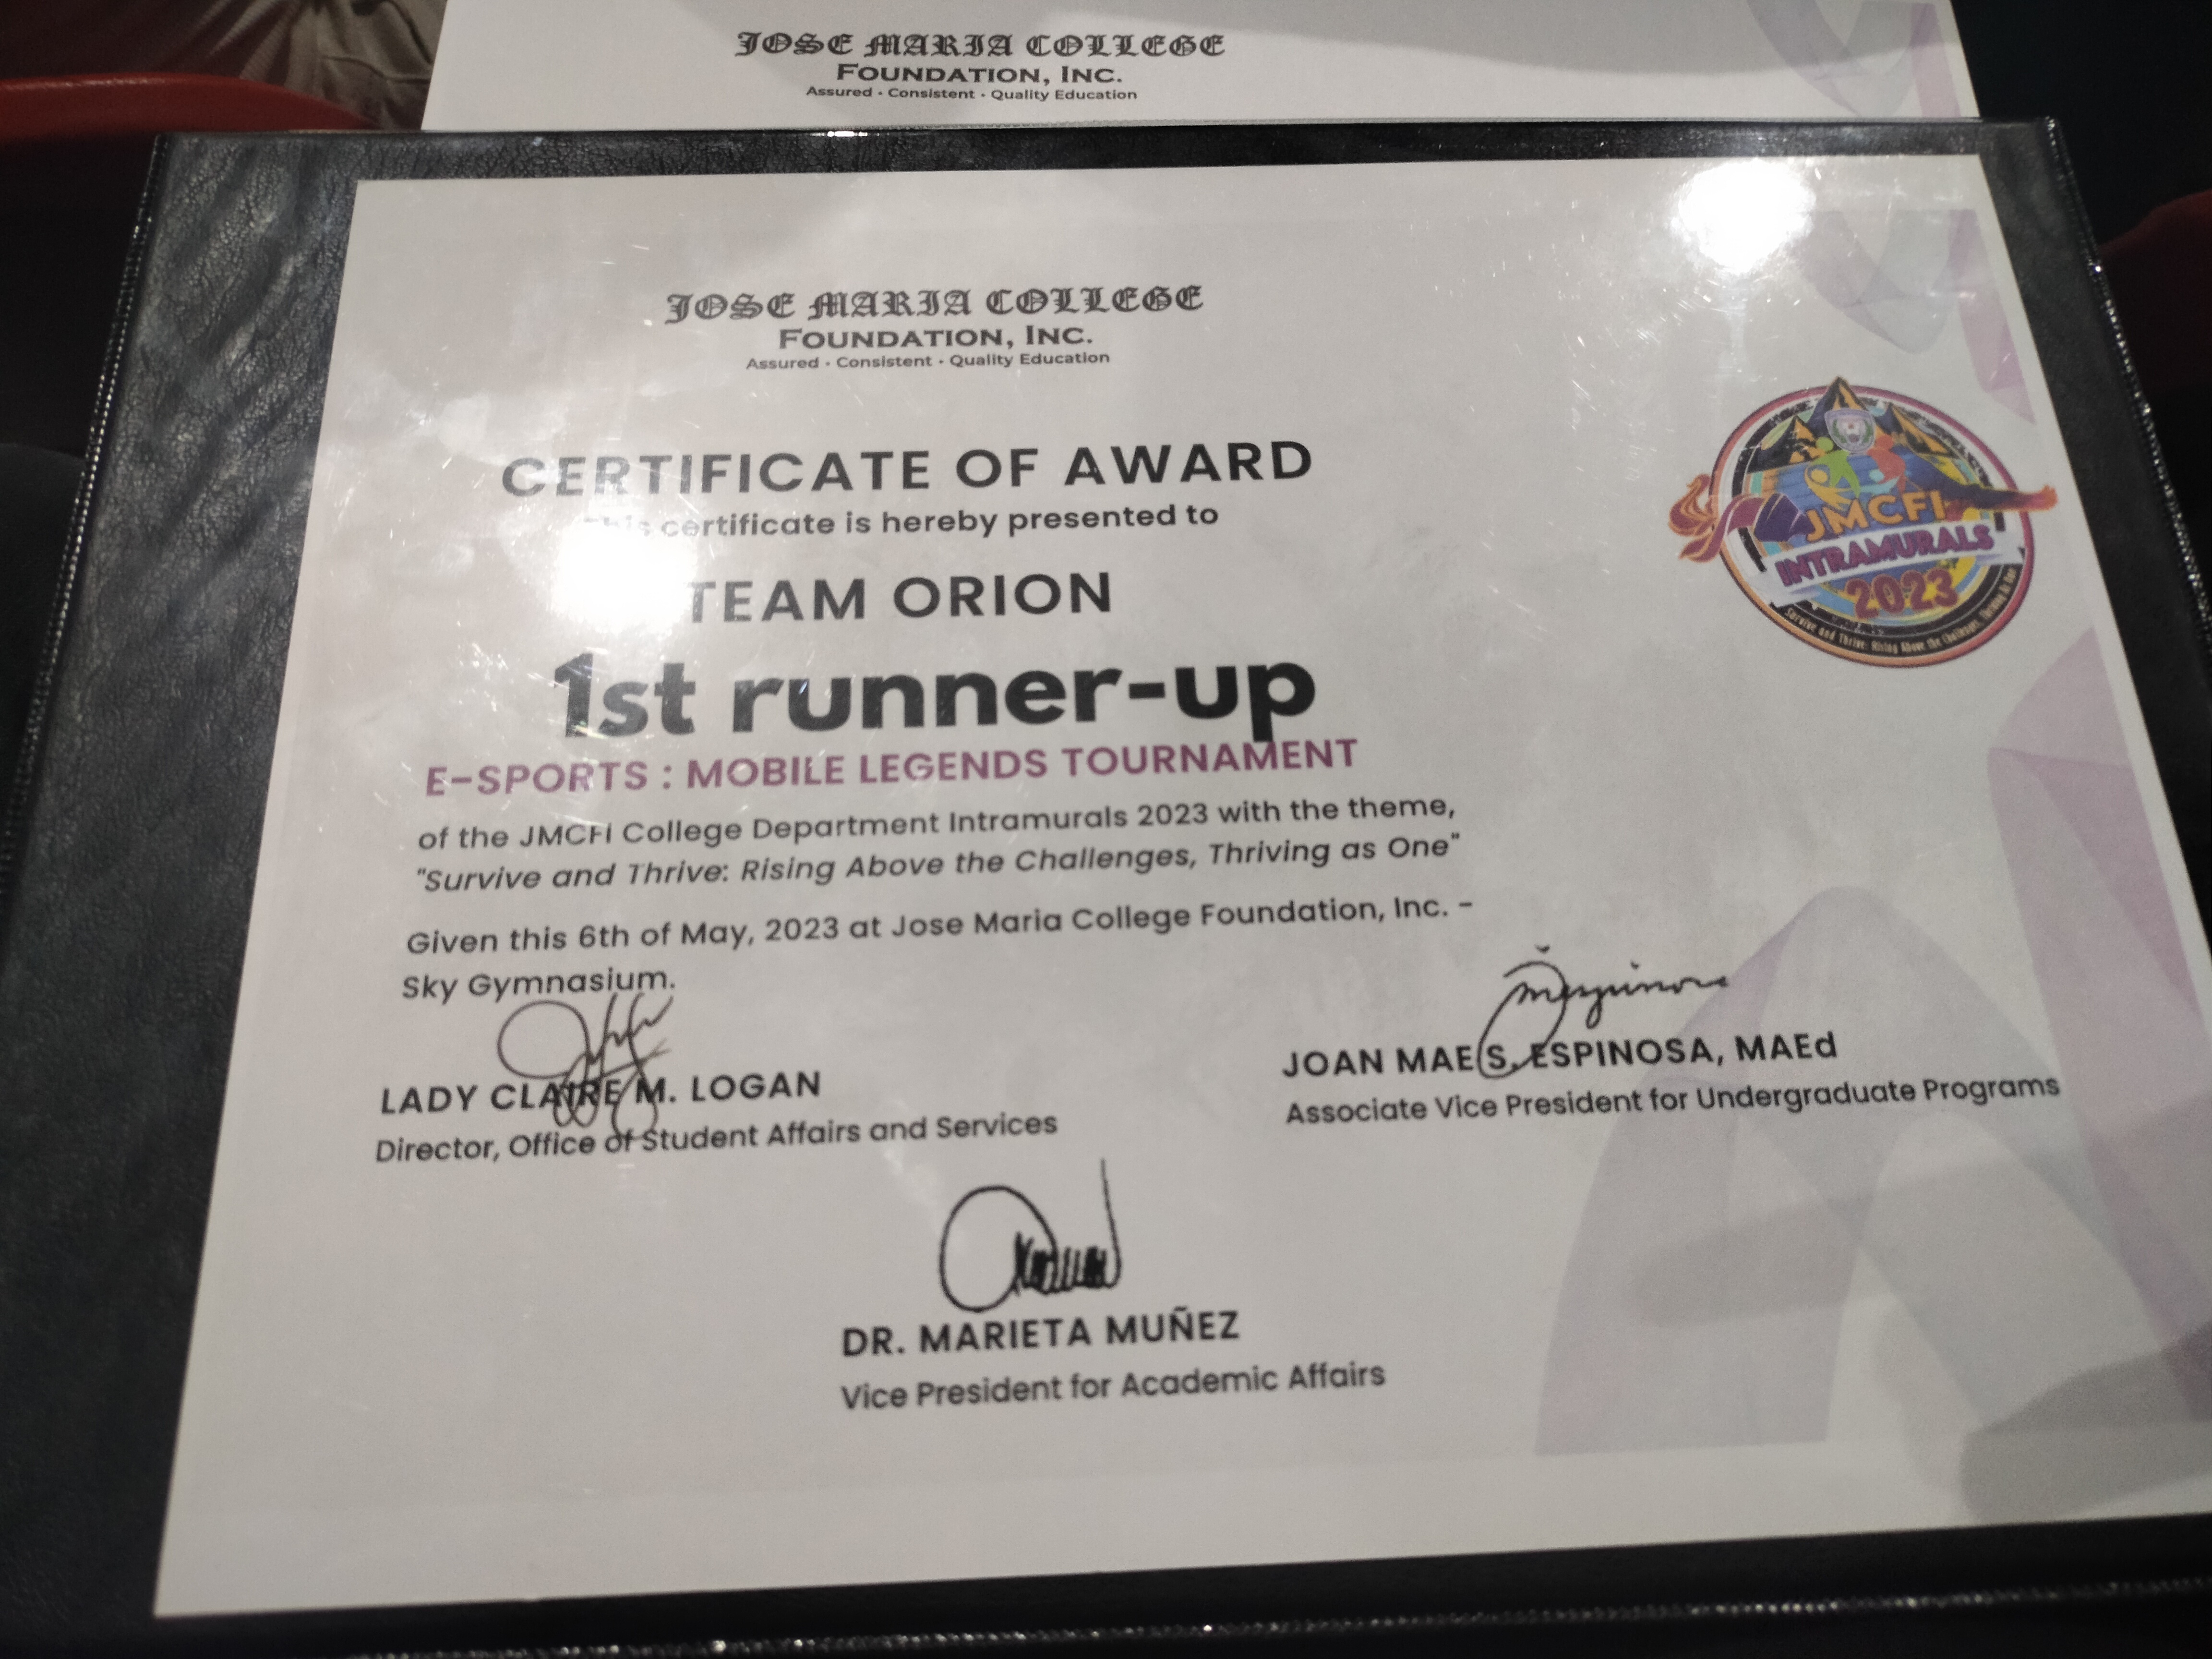 JOSE MARIA COLLEGE
FOUNDATION, INC.
Assured · Consistent · Quality Education
JOSE MARIA COLLEGE
FOUNDATION, INC.
Assured · Consistent · Quality Education
CERTIFICATE OF AWARD
This certificate is hereby presented to
TEAM ORION
1st runner-up
E-SPORTS : MOBILE LEGENDS TOURNAMENT
of the JMCFI College Department Intramurals 2023 with the theme,
"Survive and Thrive: Rising Above the Challenges, Thriving as One"
Given this 6th of May, 2023 at Jose Maria College Foundation, Inc. -
Sky Gymnasium.
JMCFI
INTRAMURALS
2023
Survive and Thrive: Rising Above the Challenges, Thriving As One
LADY CLAIRE M. LOGAN
Director, Office of Student Affairs and Services
JOAN MAE S. ESPINOSA, MAEd
Associate Vice President for Undergraduate Programs
DR. MARIETA MUÑEZ
Vice President for Academic Affairs